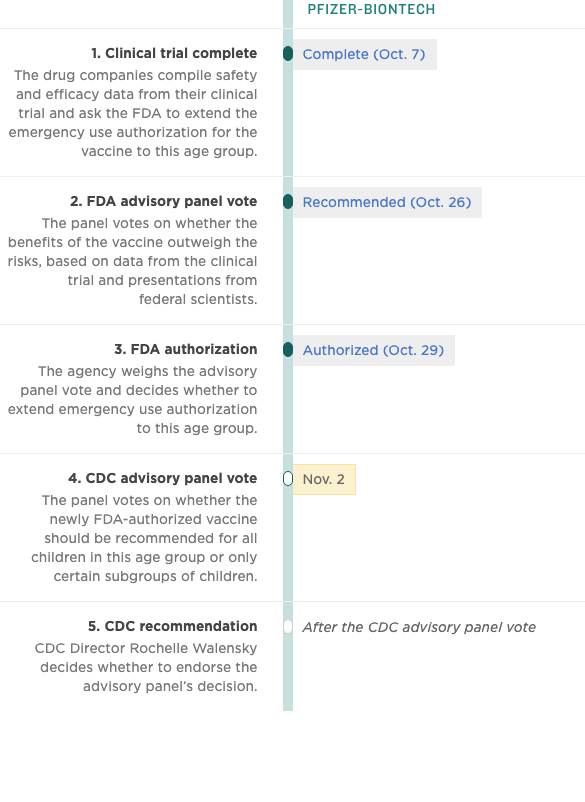 PFIZER-BIONTECH
1. Clinical trial complete
Complete (Oct. 7)
The drug companies compile safety
and efficacy data from their clinical
trial and ask the FDA to extend the
emergency use authorization for the
vaccine to this age group.
2. FDA advisory panel vote
Recommended (Oct. 26)
The panel votes on whether the
benefits of the vaccine outweigh the
risks, based on data from the clinical
trial and presentations from
federal scientists.
3. FDA authorization
Authorized (Oct. 29)
The agency weighs the advisory
panel vote and decides whether to
extend emergency use authorization
to this age group.
4. CDC advisory panel vote
Nov. 2
The panel votes on whether the
newly FDA-authorized vaccine
should be recommended for all
children in this age group or only
certain subgroups of children.
5. CDC recommendation
After the CDC advisory panel vote
CDC Director Rochelle Walensky
decides whether to endorse the
advisory panel's decision.